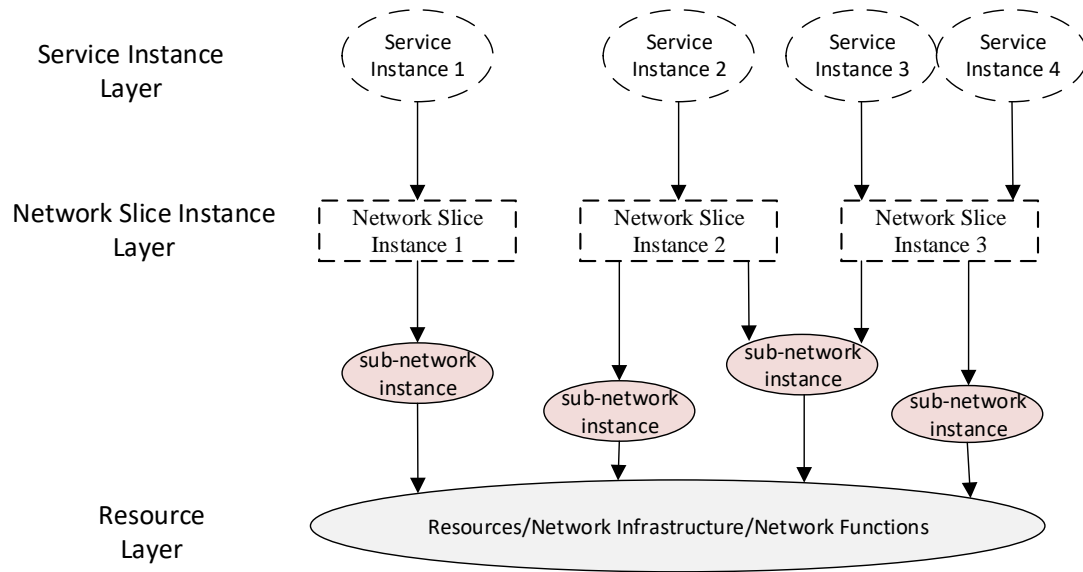 Service Instance
Layer
Service
Instance 1
Service
Instance 2
Service
Instance 3
Service
Instance 4
Network Slice Instance
Layer
Network Slice
Instance 1
Network Slice
Instance 2
Network Slice
Instance 3
sub-network
instance
sub-network
instance
sub-network
instance
sub-network
instance
Resource
Layer
Resources/Network Infrastructure/Network Functions